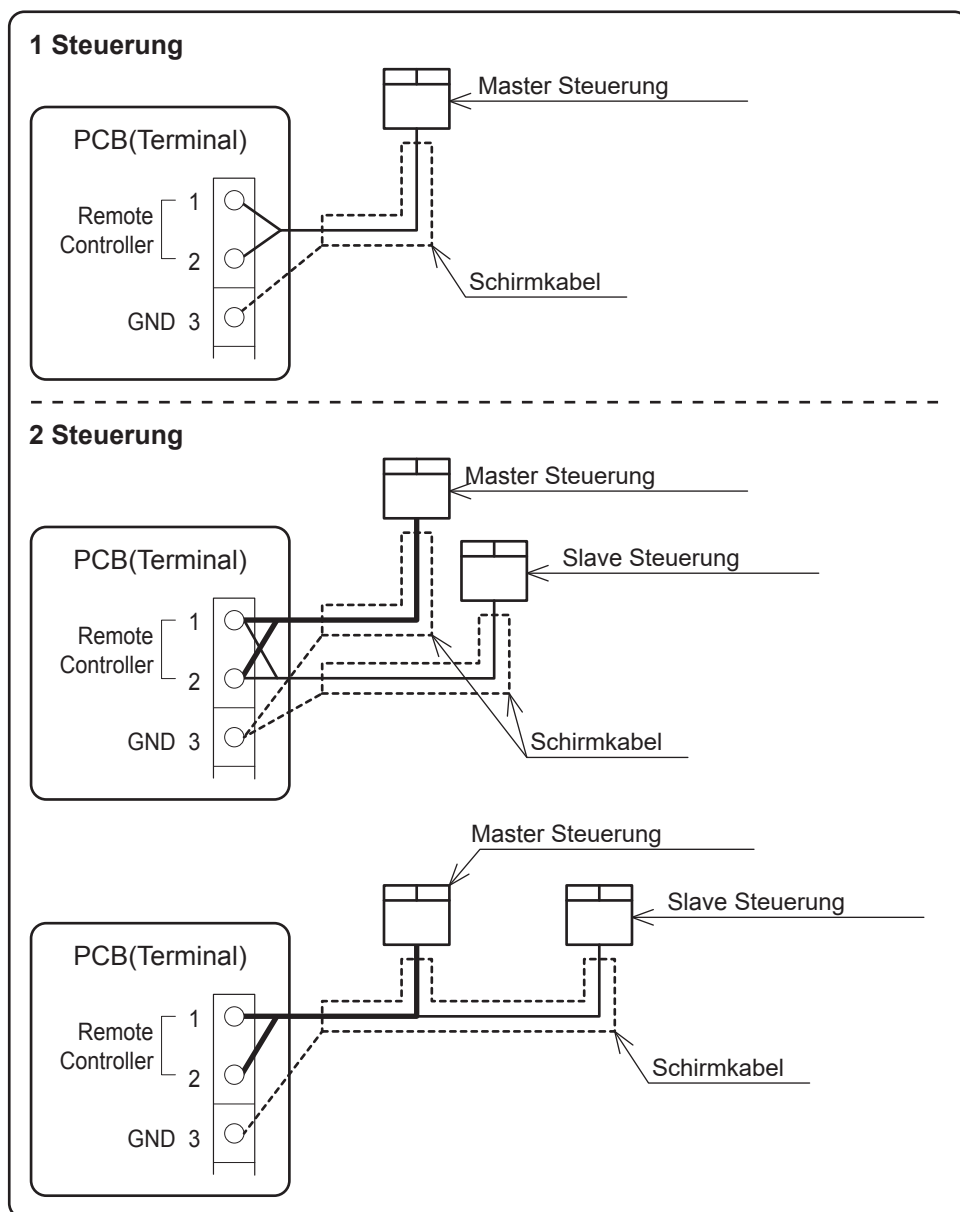 1 Steuerung
Master Steuerung
PCB(Terminal)
1
Remote
Controller
2
Schirmkabel
GND 3
2 Steuerung
Master Steuerung
PCB(Terminal)
Slave Steuerung
1
Remote
Controller
2
GND 3
Schirmkabel
Master Steuerung
Slave Steuerung
PCB(Terminal)
1
Remote
Controller
2
Schirmkabel
GND 3